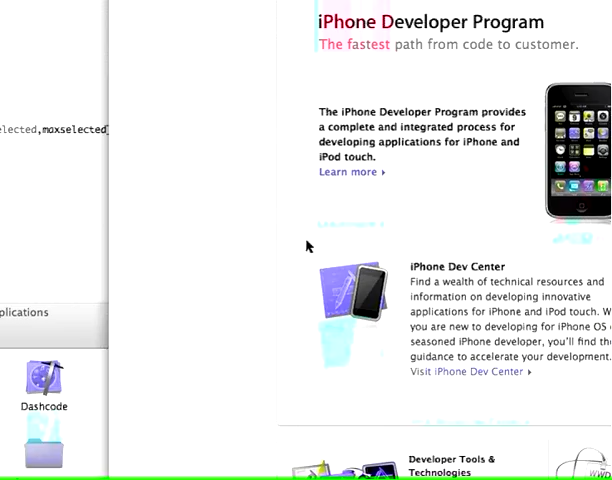 iPhone Developer Program
The fastest path from code to customer.
elected,maxselected
The iPhone Developer Program provides
a complete and integrated process for
developing applications for iPhone and
iPod touch.
Learn more
iPhone Dev Center
Find a wealth of technical resources and
information on developing innovative
applications for iPhone and iPod touch. W
you are new to developing for iPhone OS
seasoned iPhone developer, you'll find the
guidance to accelerate your development.
Visit iPhone Dev Center
plications
Dashcode
Developer Tools &
Technologies
WWD